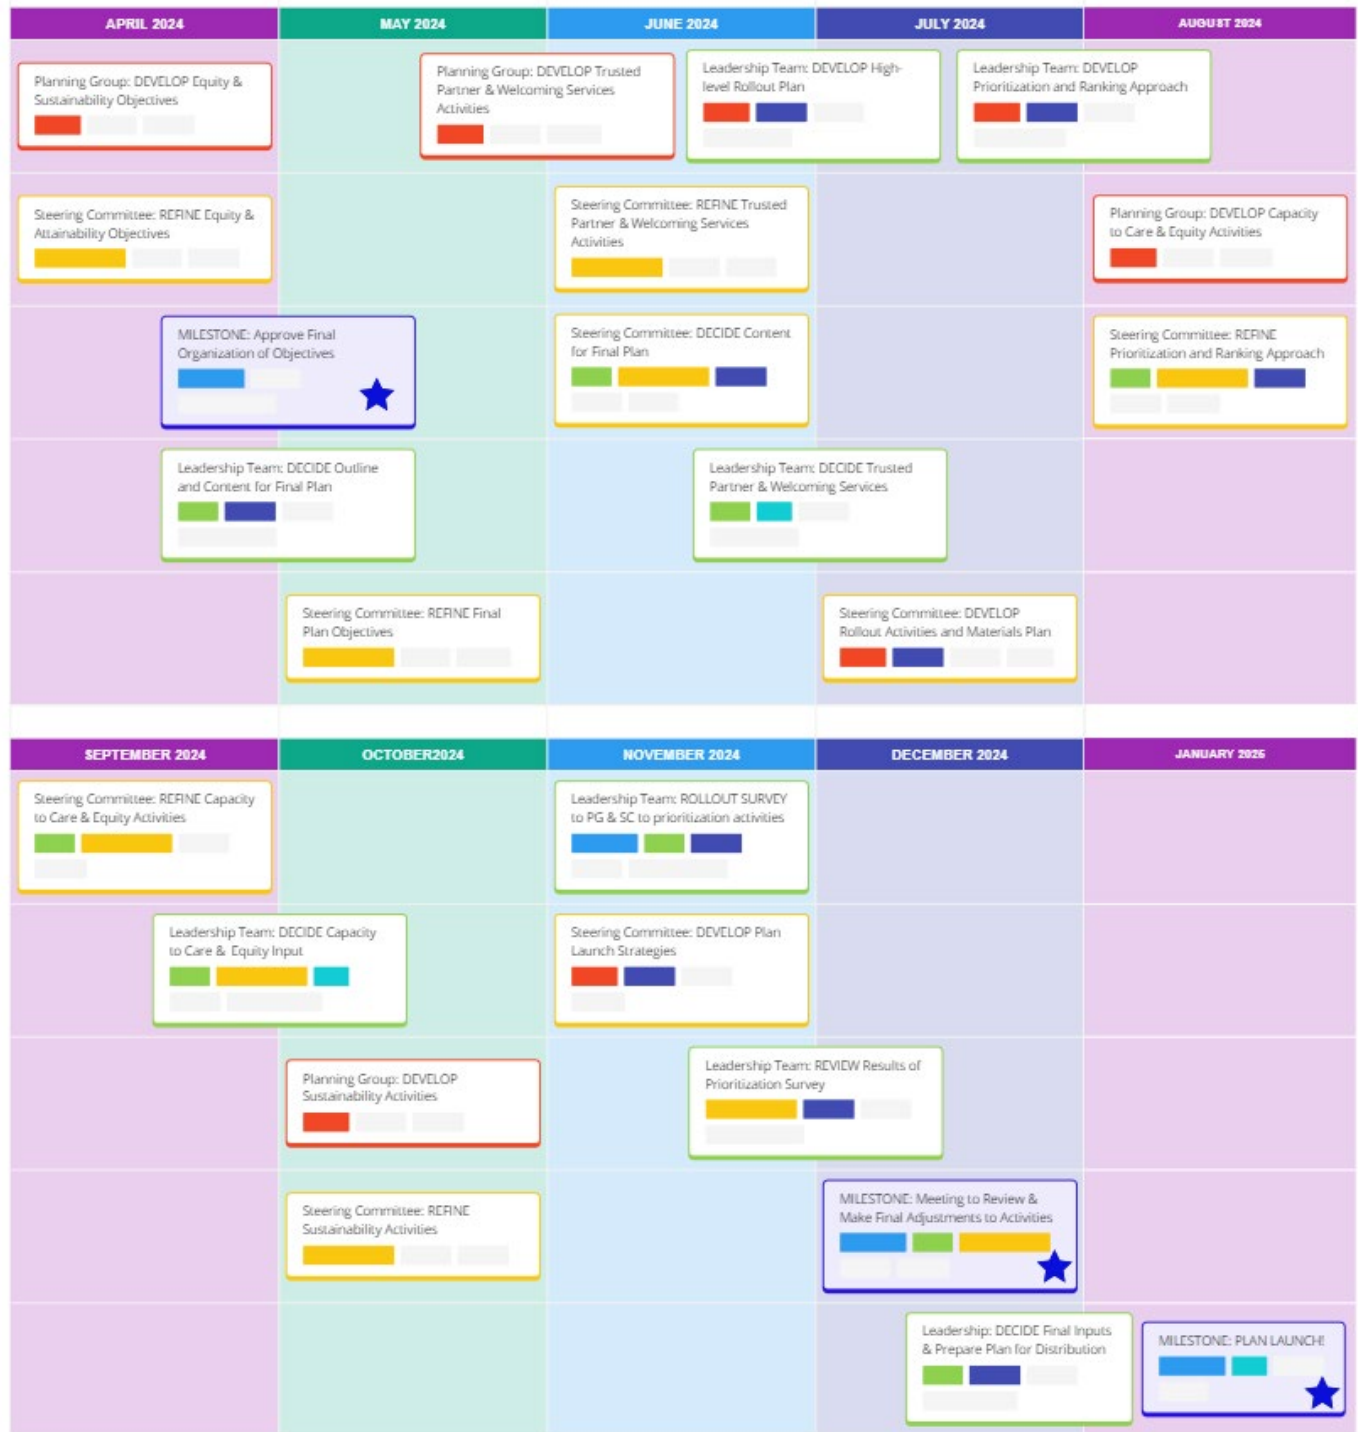 APRIL 2024
MAY 2024
JUNE 2024
JULY 2024
AUGUST 2024
Planning Group: DEVELOP Equity &
Sustainability Objectives
Planning Group: DEVELOP Trusted
Partner & Welcoming Services
Activities
Leadership Team: DEVELOP High-
level Rollout Plan
Leadership Team: DEVELOP
Prioritization and Ranking Approach
Steering Committee: REFINE Equity &
Attainability Objectives
Steering Committee: REFINE Trusted
Partner & Welcoming Services
Activities
Planning Group: DEVELOP Capacity
to Care & Equity Activities
MILESTONE: Approve Final
Organization of Objectives
Steering Committee: DECIDE Content
for Final Plan
Steering Committee: REFINE
Prioritization and Ranking Approach
Leadership Team: DECIDE Outline
and Content for Final Plan
Leadership Team: DECIDE Trusted
Partner & Welcoming Services
Steering Committee: REFINE Final
Plan Objectives
Steering Committee: DEVELOP
Rollout Activities and Materials Plan
SEPTEMBER 2024
OCTOBER2024
NOVEMBER 2024
DECEMBER 2024
JANUARY 2025
Steering Committee: REFINE Capacity
to Care & Equity Activities
Leadership Team: ROLLOUT SURVEY
to PG & SC to prioritization activities
Leadership Team: DECIDE Capacity
to Care & Equity Input
Steering Committee: DEVELOP Plan
Launch Strategies
Planning Group: DEVELOP
Sustainability Activities
Leadership Team: REVIEW Results of
Prioritization Survey
Steering Committee: REFINE
Sustainability Activities
MILESTONE: Meeting to Review &
Make Final Adjustments to Activities
Leadership: DECIDE Final Inputs
& Prepare Plan for Distribution
MILESTONE: PLAN LAUNCH!